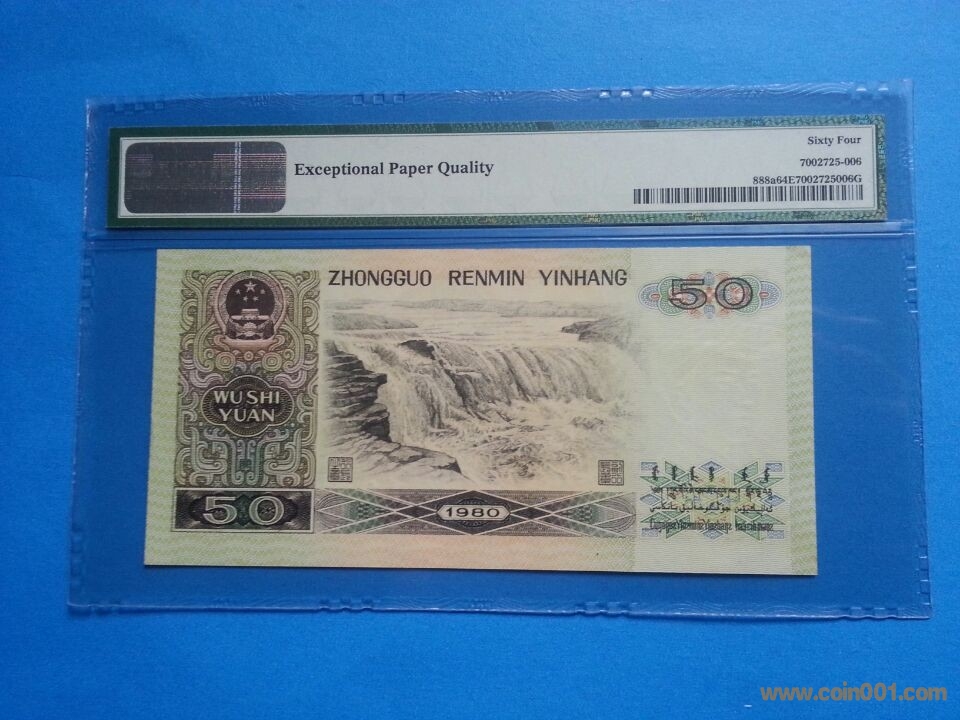 Sixty Four
Exceptional Paper Quality
7002725-006
888a64E7002725006G
ZHONGGUO RENMIN YINHANG
50
WU SHI
YUAN
50
1980
www.coin001.com